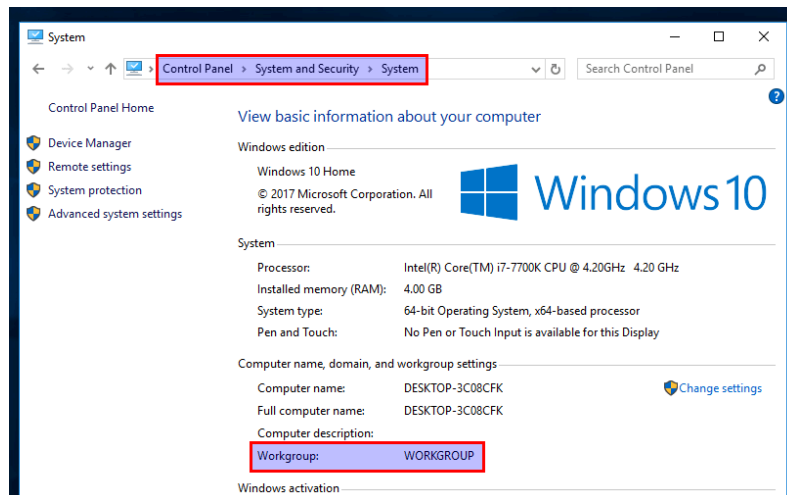 System
Control Panel > System and Security > System
Search Control Panel
?
Control Panel Home
Device Manager
Remote settings
System protection
Advanced system settings
View basic information about your computer
Windows edition
Windows 10 Home
© 2017 Microsoft Corporation. All
rights reserved.
Windows 10
System
Processor: Intel(R) Core(TM) i7-7700K CPU @ 4.20GHz 4.20 GHz
Installed memory (RAM): 4.00 GB
System type: 64-bit Operating System, x64-based processor
Pen and Touch: No Pen or Touch Input is available for this Display
Computer name, domain, and workgroup settings
Computer name: DESKTOP-3C08CFK
Change settings
Full computer name: DESKTOP-3C08CFK
Computer description:
Workgroup: WORKGROUP
Windows activation